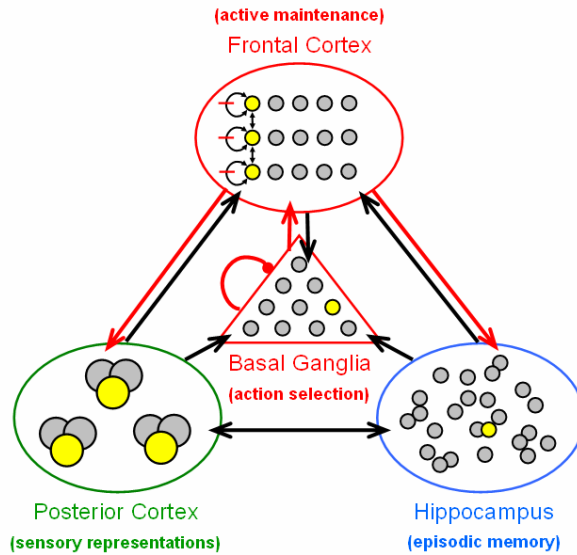 (active maintenance)
Frontal Cortex
Basal Ganglia
(action selection)
Posterior Cortex
(sensory representations)
Hippocampus
(episodic memory)